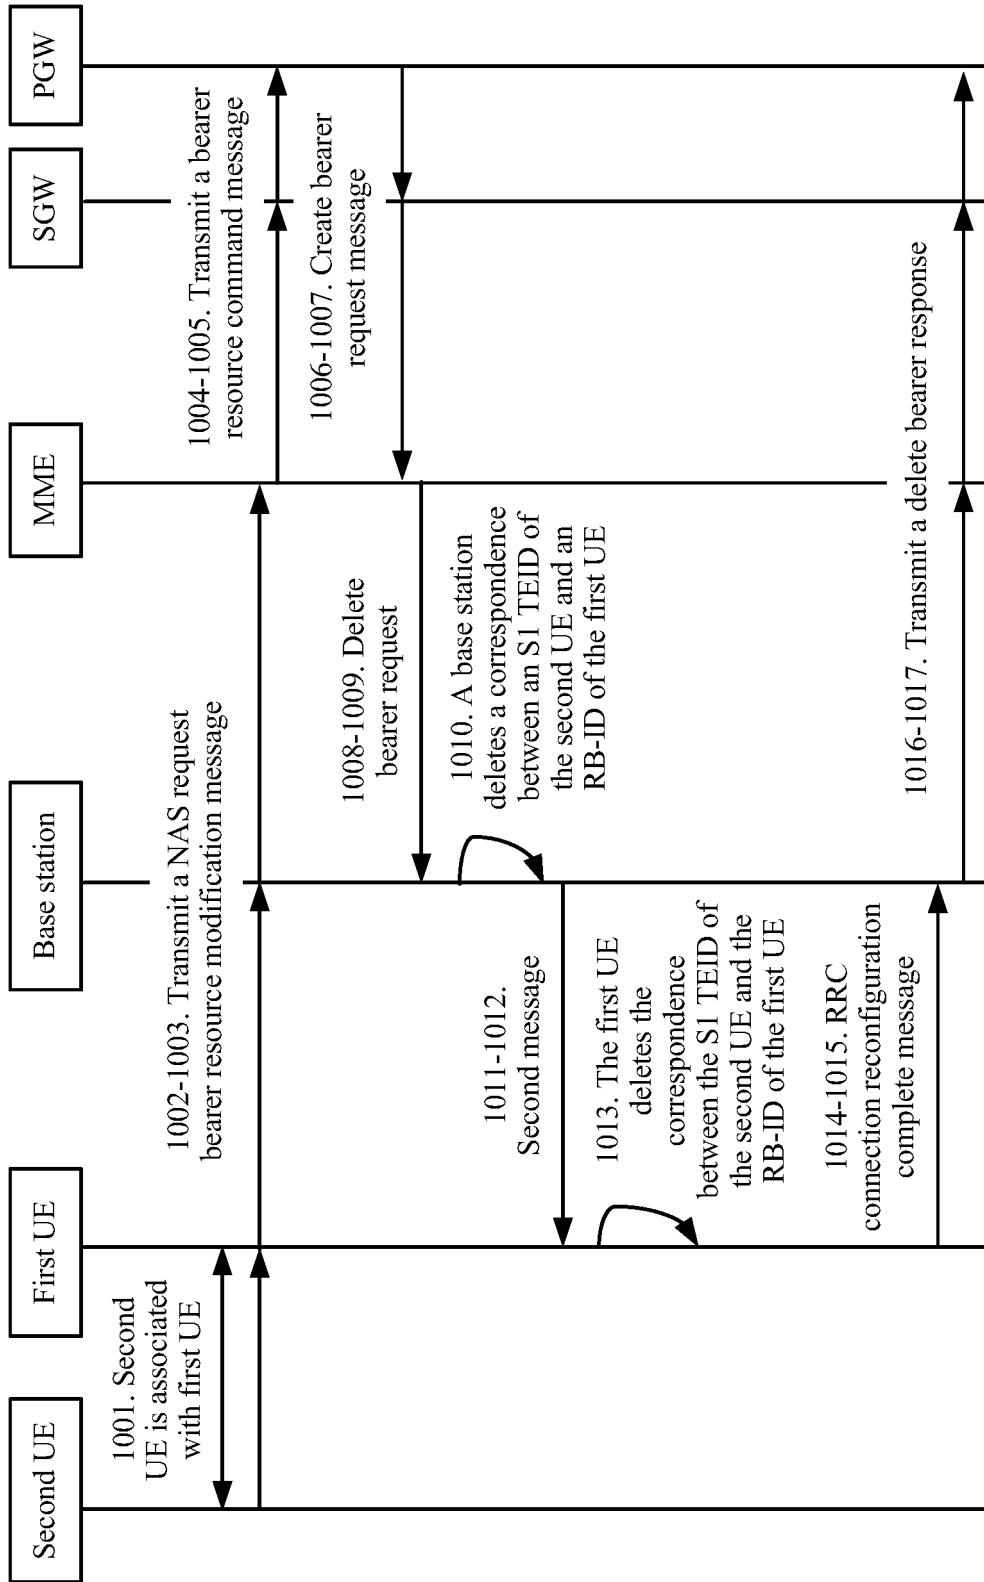 Second UE
First UE
Base station
MME
SGW
PGW
1001. Second
UE is associated
with first UE
1002-1003. Transmit a NAS request
bearer resource modification message
1004-1005. Transmit a bearer
resource command message
1006-1007. Create bearer
request message
1008-1009. Delete
bearer request
1010. A base station
deletes a correspondence
between an S1 TEID of
the second UE and an
RB-ID of the first UE
1011-1012.
Second message
1013. The first UE
deletes the
correspondence
between the S1 TEID of
the second UE and the
RB-ID of the first UE
1014-1015. RRC
connection reconfiguration
complete message
1016-1017. Transmit a delete bearer response